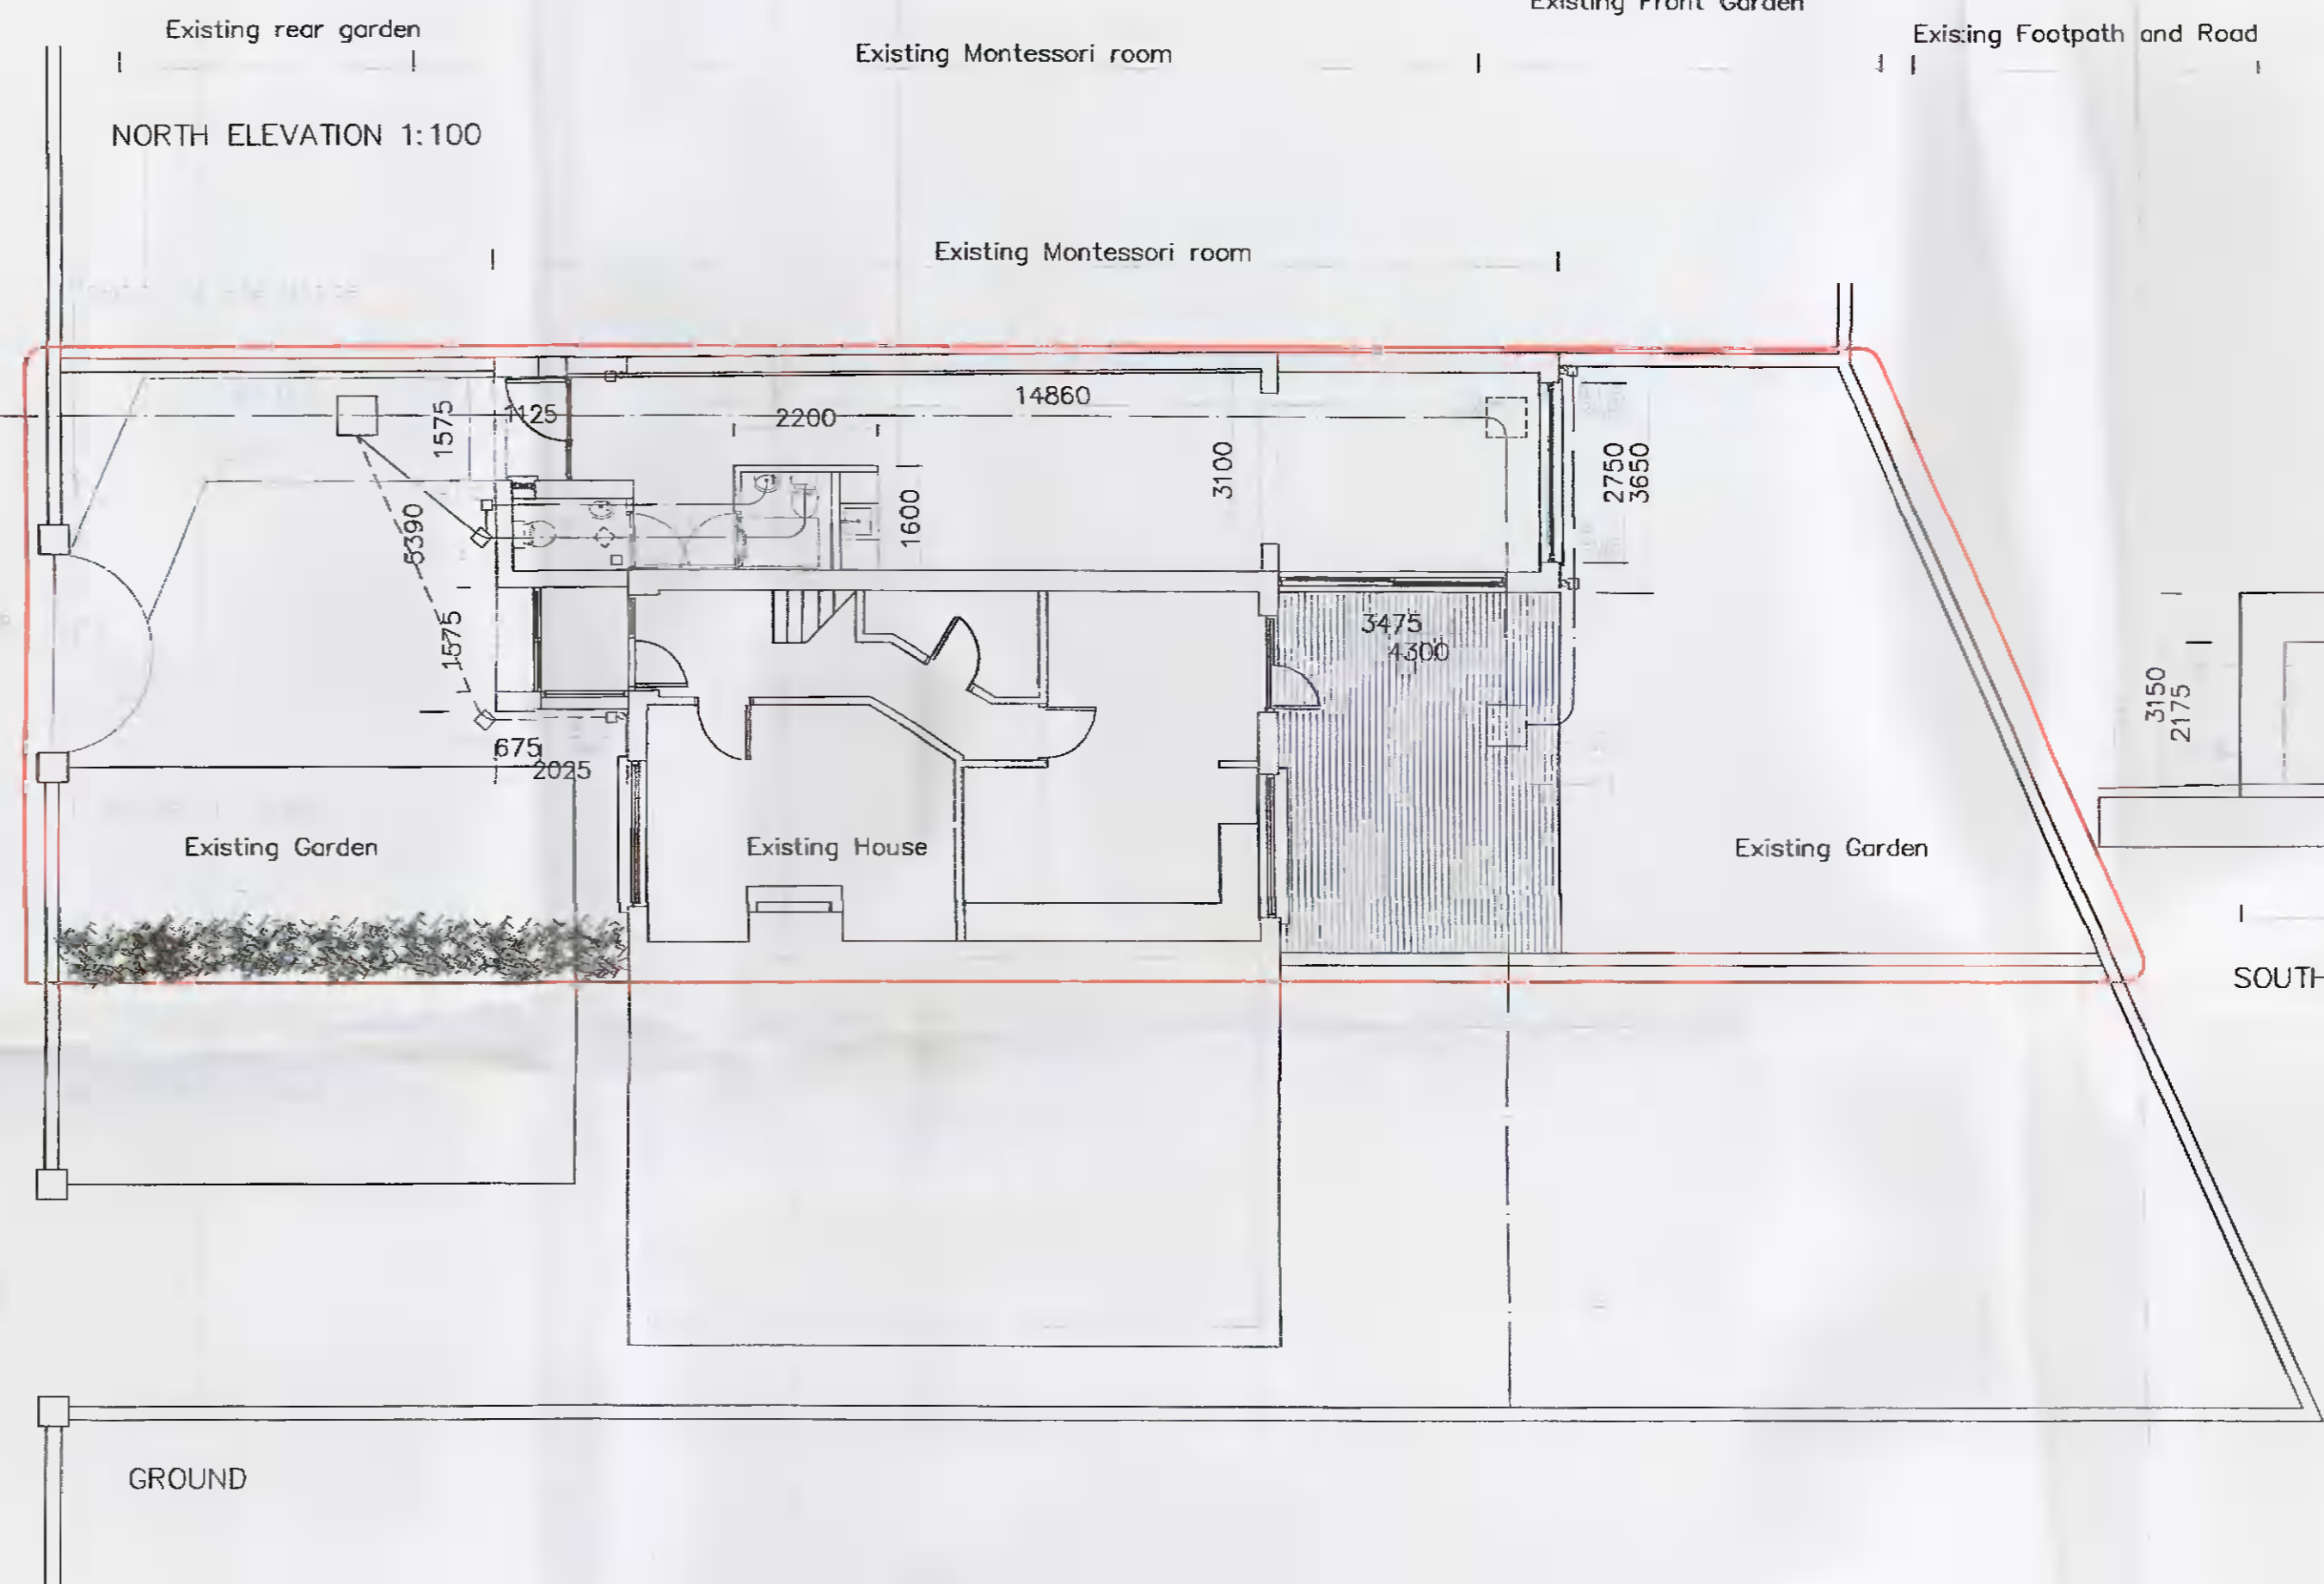 Existing Front Garden
Existing rear garden
Existing Montessori room
Existing Footpath and Road
NORTH ELEVATION 1:100
Existing Montessori room
14860
1125
2200
1575
3100
2750
3650
1600
5390
1575
3475
4300
3150
2175
675
2025
Existing Garden
Existing House
Existing Garden
SOUTH
GROUND